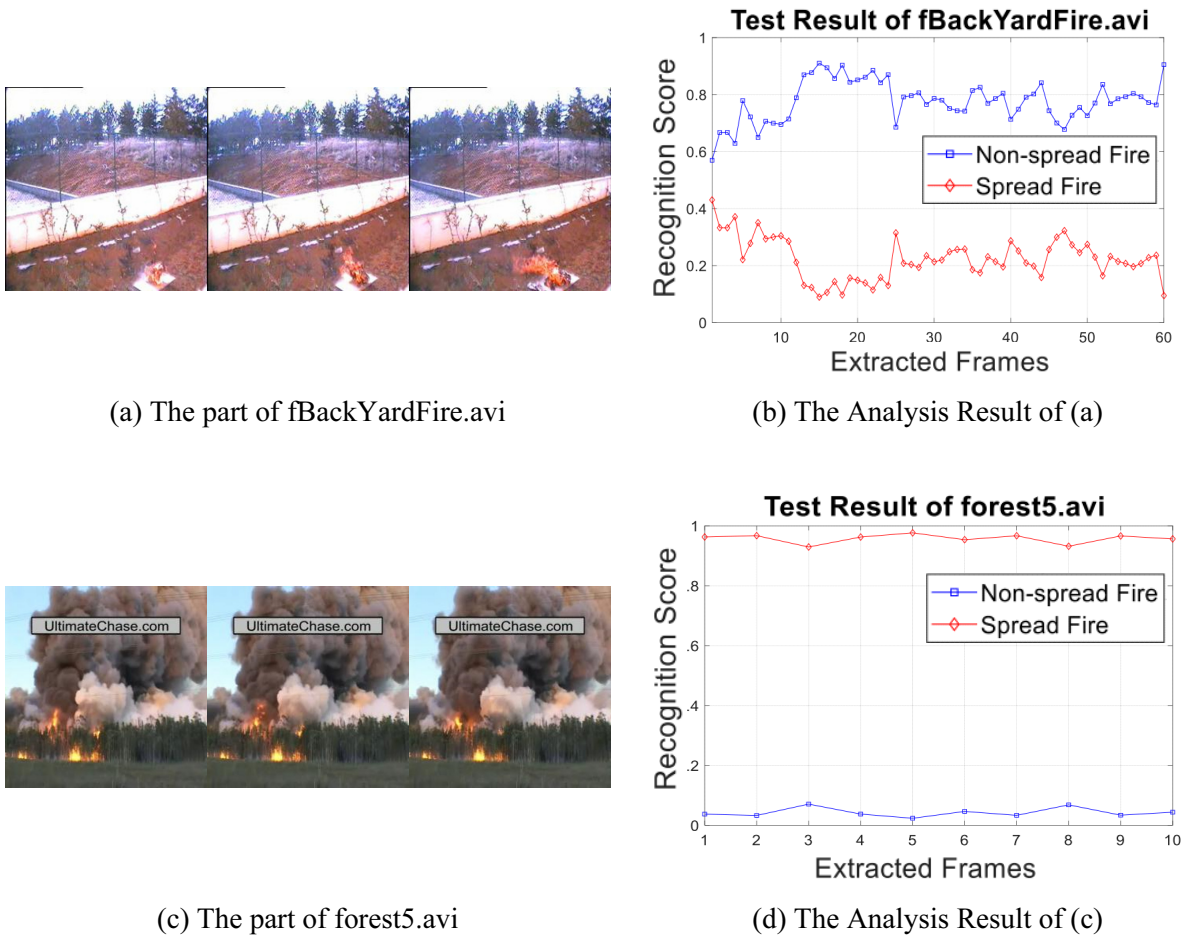 Test Result of fBackYardFire.avi
1
0.8
0.6
0.4
0.2
0
Recognition Score
Non-spread Fire
Spread Fire
10 20 30 40 50 60
Extracted Frames
(a) The part of fBackYardFire.avi
(b) The Analysis Result of (a)
Test Result of forest5.avi
UltimateChase.com UltimateChase.com UltimateChase.com
1
.8
.6
.4
.2
0
Recognition Score
Non-spread Fire
Spread Fire
1 2 3 4 5 6 7 8 9 10
Extracted Frames
(c) The part of forest5.avi
(d) The Analysis Result of (c)